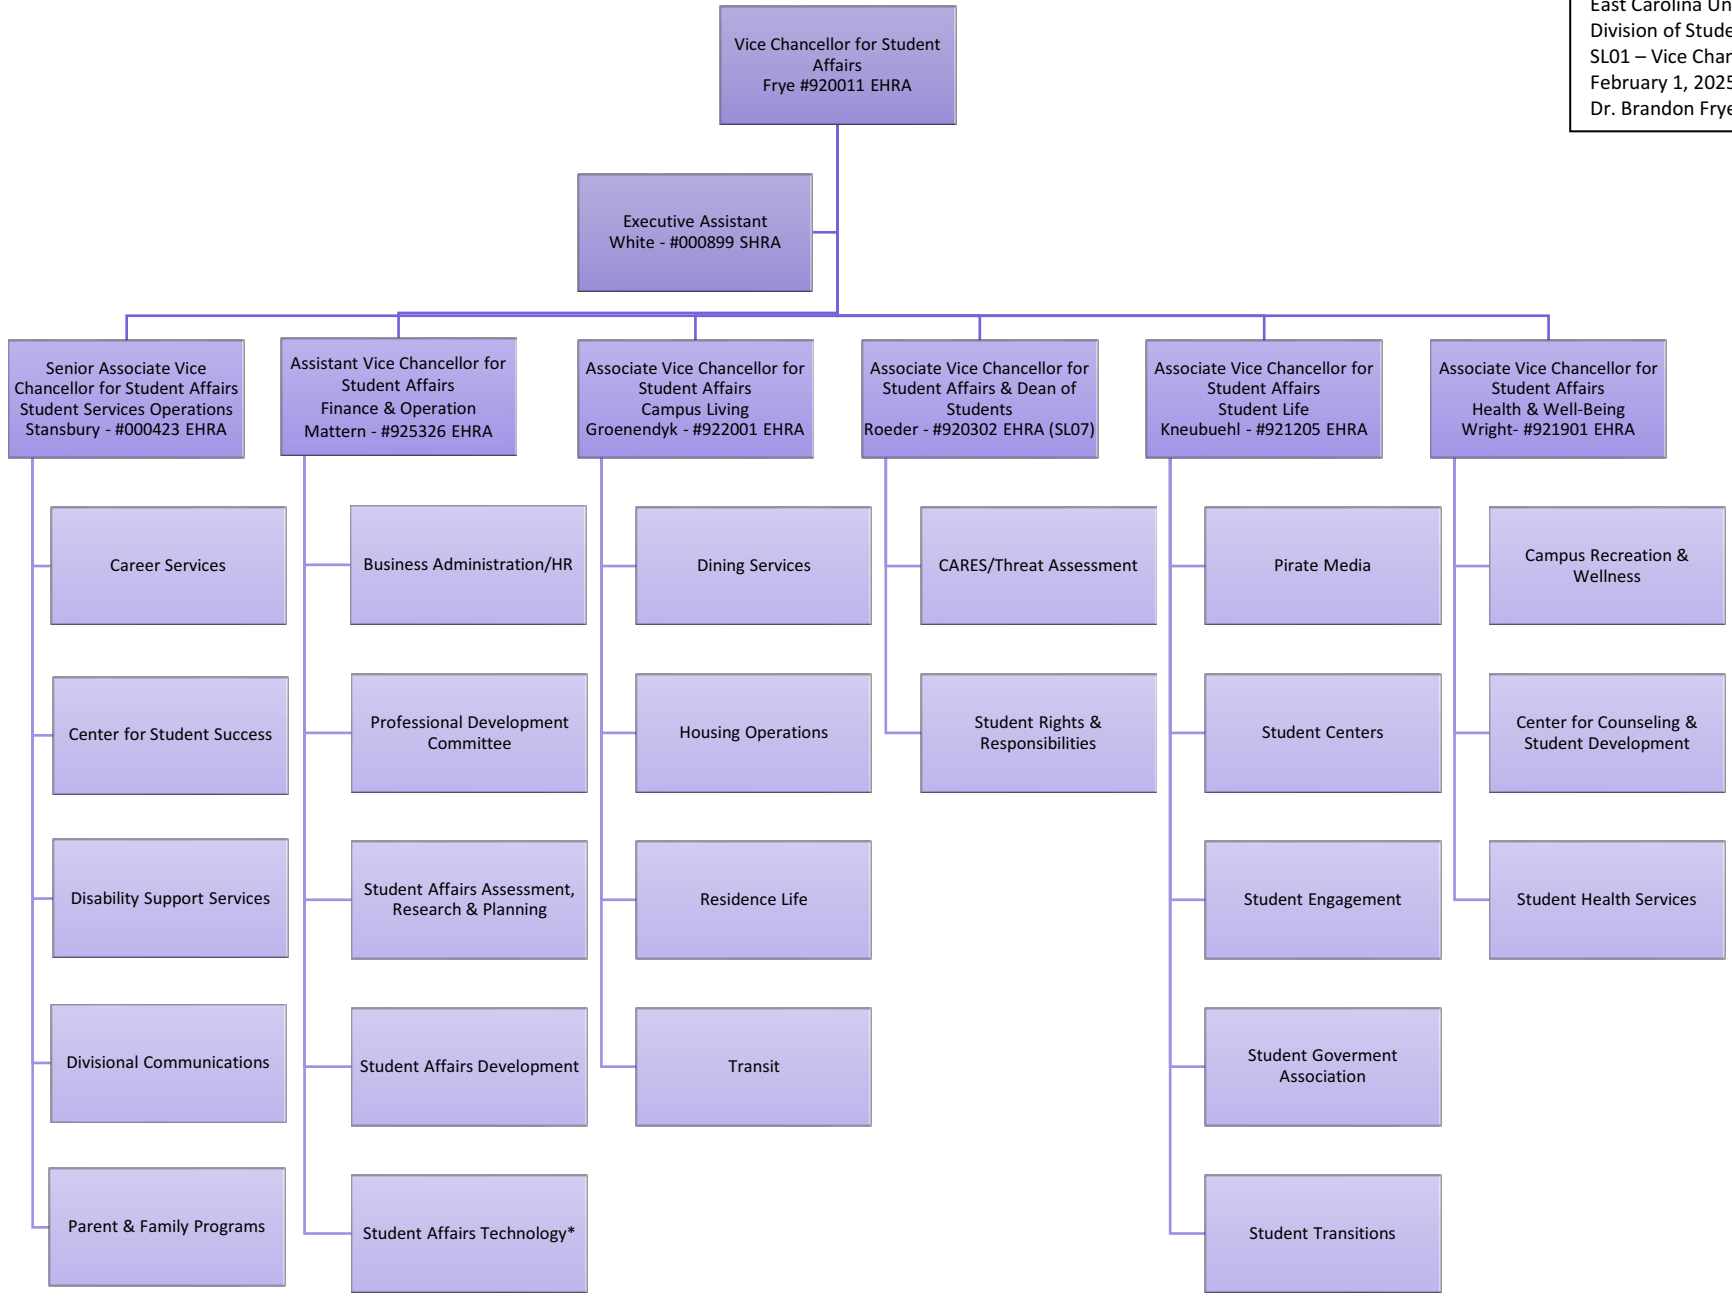 East Carolina
Division of
SL01 – Vice
February 1, 2025
Dr. Brandon Frye
Vice Chancellor for Student
Affairs
Frye #920011 EHRA
Executive Assistant
White - #000899 SHRA
Senior Associate Vice
Chancellor for Student Affairs
Student Services Operations
Stansbury - #000423 EHRA
Assistant Vice Chancellor for
Student Affairs
Finance & Operation
Mattern - #925326 EHRA
Associate Vice Chancellor for
Student Affairs
Campus Living
Groenendyk - #922001 EHRA
Associate Vice Chancellor for
Student Affairs & Dean of
Students
Roeder - #920302 EHRA (SL07)
Associate Vice Chancellor for
Student Affairs
Student Life
Kneubuehl - #921205 EHRA
Associate Vice Chancellor for
Student Affairs
Health & Well-Being
Wright- #921901 EHRA
Career Services
Center for Student Success
Disability Support Services
Divisional Communications
Parent & Family Programs
Business Administration/HR
Professional Development
Committee
Student Affairs Assessment,
Research & Planning
Student Affairs Development
Student Affairs Technology*
Dining Services
Housing Operations
Residence Life
Transit
CARES/Threat Assessment
Student Rights &
Responsibilities
Pirate Media
Student Centers
Student Engagement
Student Goverment
Association
Student Transitions
Campus Recreation &
Wellness
Center for Counseling &
Student Development
Student Health Services